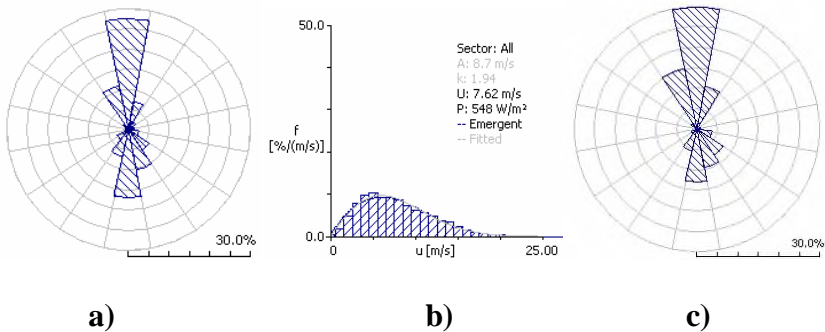 30.0%
50.0
f
[%/(m/s)]
0.0
0
u [m/s]
25.00
Sector: All
A: 8.7 m/s
k: 1.94
U: 7.62 m/s
P: 548 W/m²
-- Emergent
-- Fitted
30.0%
a)
b)
c)